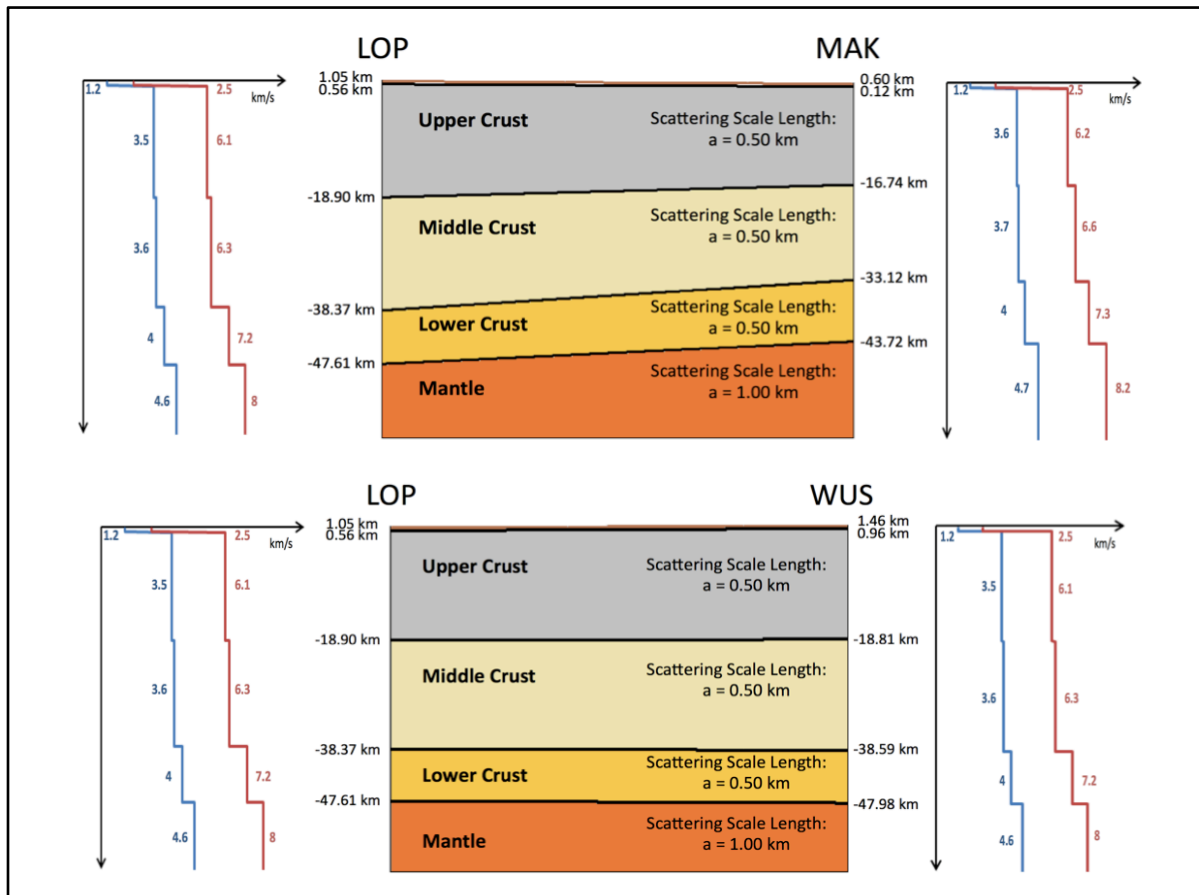 LOP
MAK
1.05 km
0.56 km
0.60 km
0.12 km
1.2
2.5
km/s
1.2
2.5
km/s
Upper Crust
Scattering Scale Length:
a = 0.50 km
3.5
6.1
3.6
6.2
-18.90 km
-16.74 km
Middle Crust
Scattering Scale Length:
a = 0.50 km
3.6
6.3
3.7
6.6
-38.37 km
-33.12 km
Lower Crust
Scattering Scale Length:
a = 0.50 km
4
7.2
4
7.3
-47.61 km
-43.72 km
Mantle
Scattering Scale Length:
a = 1.00 km
4.6
8
4.7
8.2
LOP
WUS
1.05 km
0.56 km
1.46 km
0.96 km
1.2
2.5
km/s
1.2
2.5
km/s
Upper Crust
Scattering Scale Length:
a = 0.50 km
3.5
6.1
3.5
6.1
-18.90 km
-18.81 km
Middle Crust
Scattering Scale Length:
a = 0.50 km
3.6
6.3
3.6
6.3
-38.37 km
-38.59 km
Lower Crust
Scattering Scale Length:
a = 0.50 km
4
7.2
4
7.2
-47.61 km
-47.98 km
Mantle
Scattering Scale Length:
a = 1.00 km
4.6
8
4.6
8